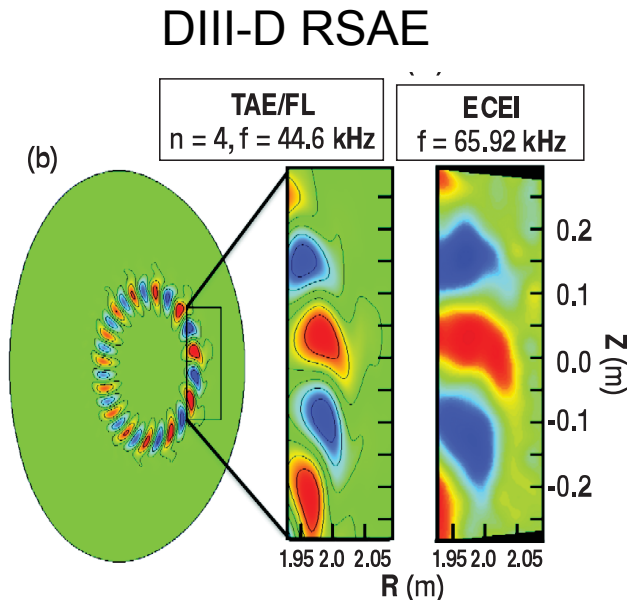 DIII-D RSAE
TAE/FL
n = 4, f = 44.6 kHz
ECEI
f = 65.92 kHz
(b)
0.2
0.1
0.0
-0.1
-0.2
Z (m)
1.95 2.0 2.05
1.95 2.0 2.05
R (m)